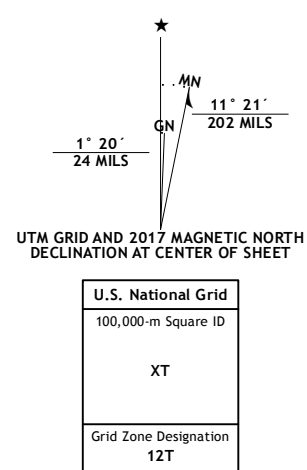 MN
GN
11° 21´
202 MILS
1° 20´
24 MILS
UTM GRID AND 2017 MAGNETIC NORTH
DECLINATION AT CENTER OF SHEET
U.S. National Grid
100,000-m Square ID
XT
Grid Zone Designation
12T